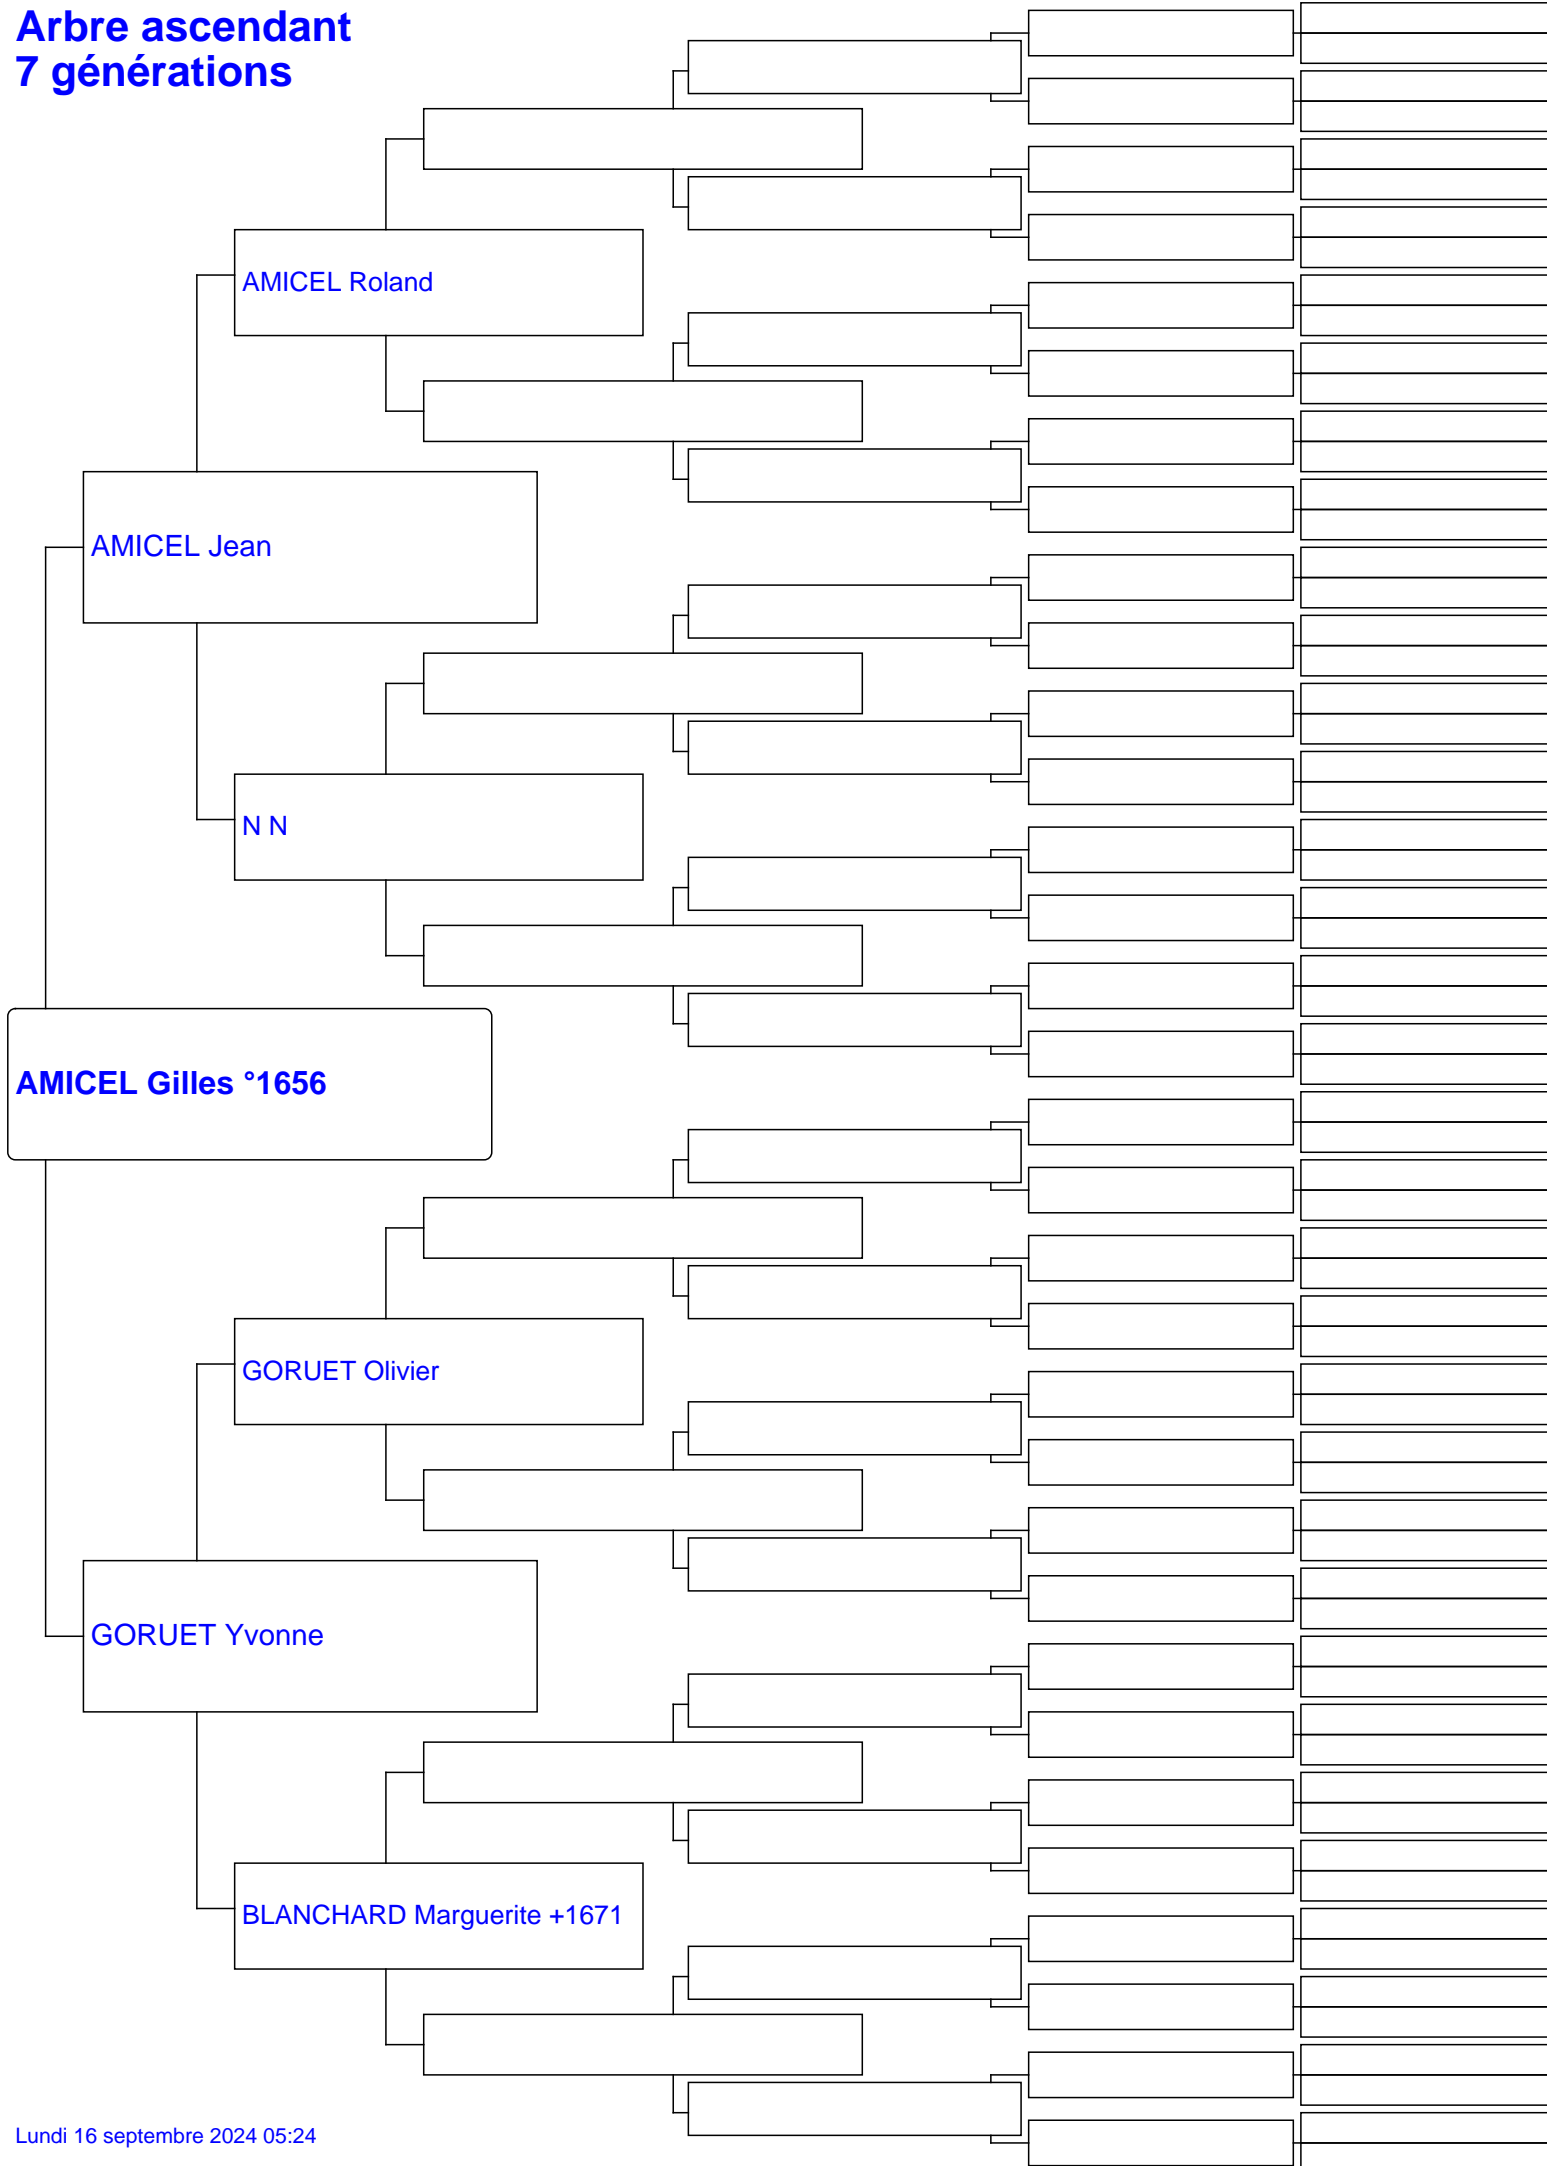 Arbre ascendant
7 générations
AMICEL Roland
AMICEL Jean
N N
AMICEL Gilles °1656
GORUET Olivier
GORUET Yvonne
BLANCHARD Marguerite +1671
Lundi 16 septembre 2024 05:24